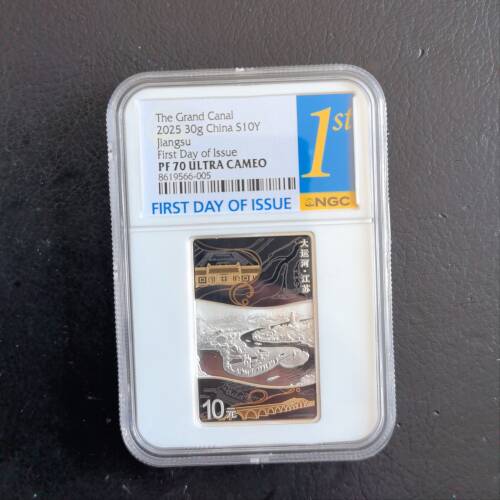 The Grand Canal
2025 30g China S10Y
Jiangsu
First Day of Issue
PF 70 ULTRA CAMEO
8619566-005
FIRST DAY OF ISSUE
1st
NGC
大运河·江苏
10元